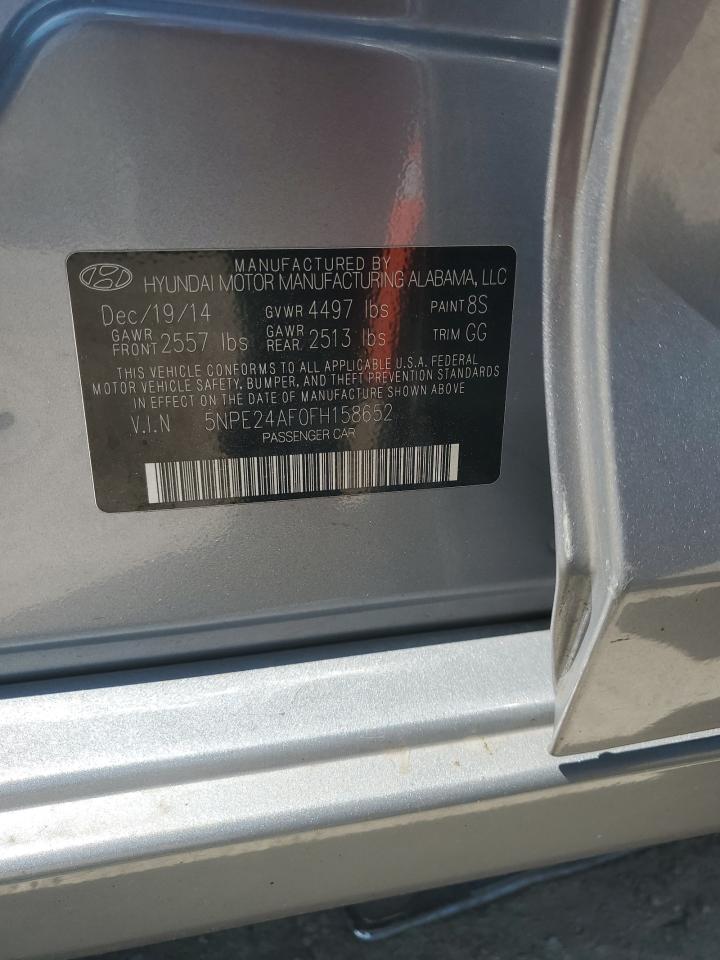 MANUFACTURED BY
HYUNDAI MOTOR MANUFACTURING ALABAMA, LLC
Dec/19/14 GVWR 4497 lbs PAINT 8S
GAWR FRONT 2557 lbs GAWR REAR 2513 lbs TRIM GG
THIS VEHICLE CONFORMS TO ALL APPLICABLE U.S.A. FEDERAL
MOTOR VEHICLE SAFETY, BUMPER, AND THEFT PREVENTION STANDARDS
IN EFFECT ON THE DATE OF MANUFACTURE SHOWN ABOVE
V.I.N 5NPE24AF0FH158652
PASSENGER CAR